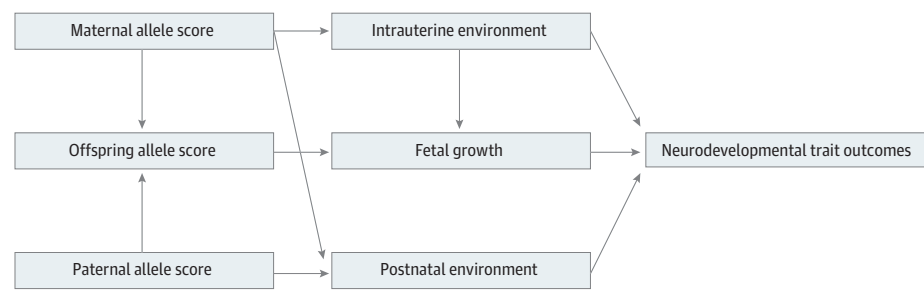 Maternal allele score
Intrauterine environment
Offspring allele score
Fetal growth
Neurodevelopmental trait outcomes
Paternal allele score
Postnatal environment